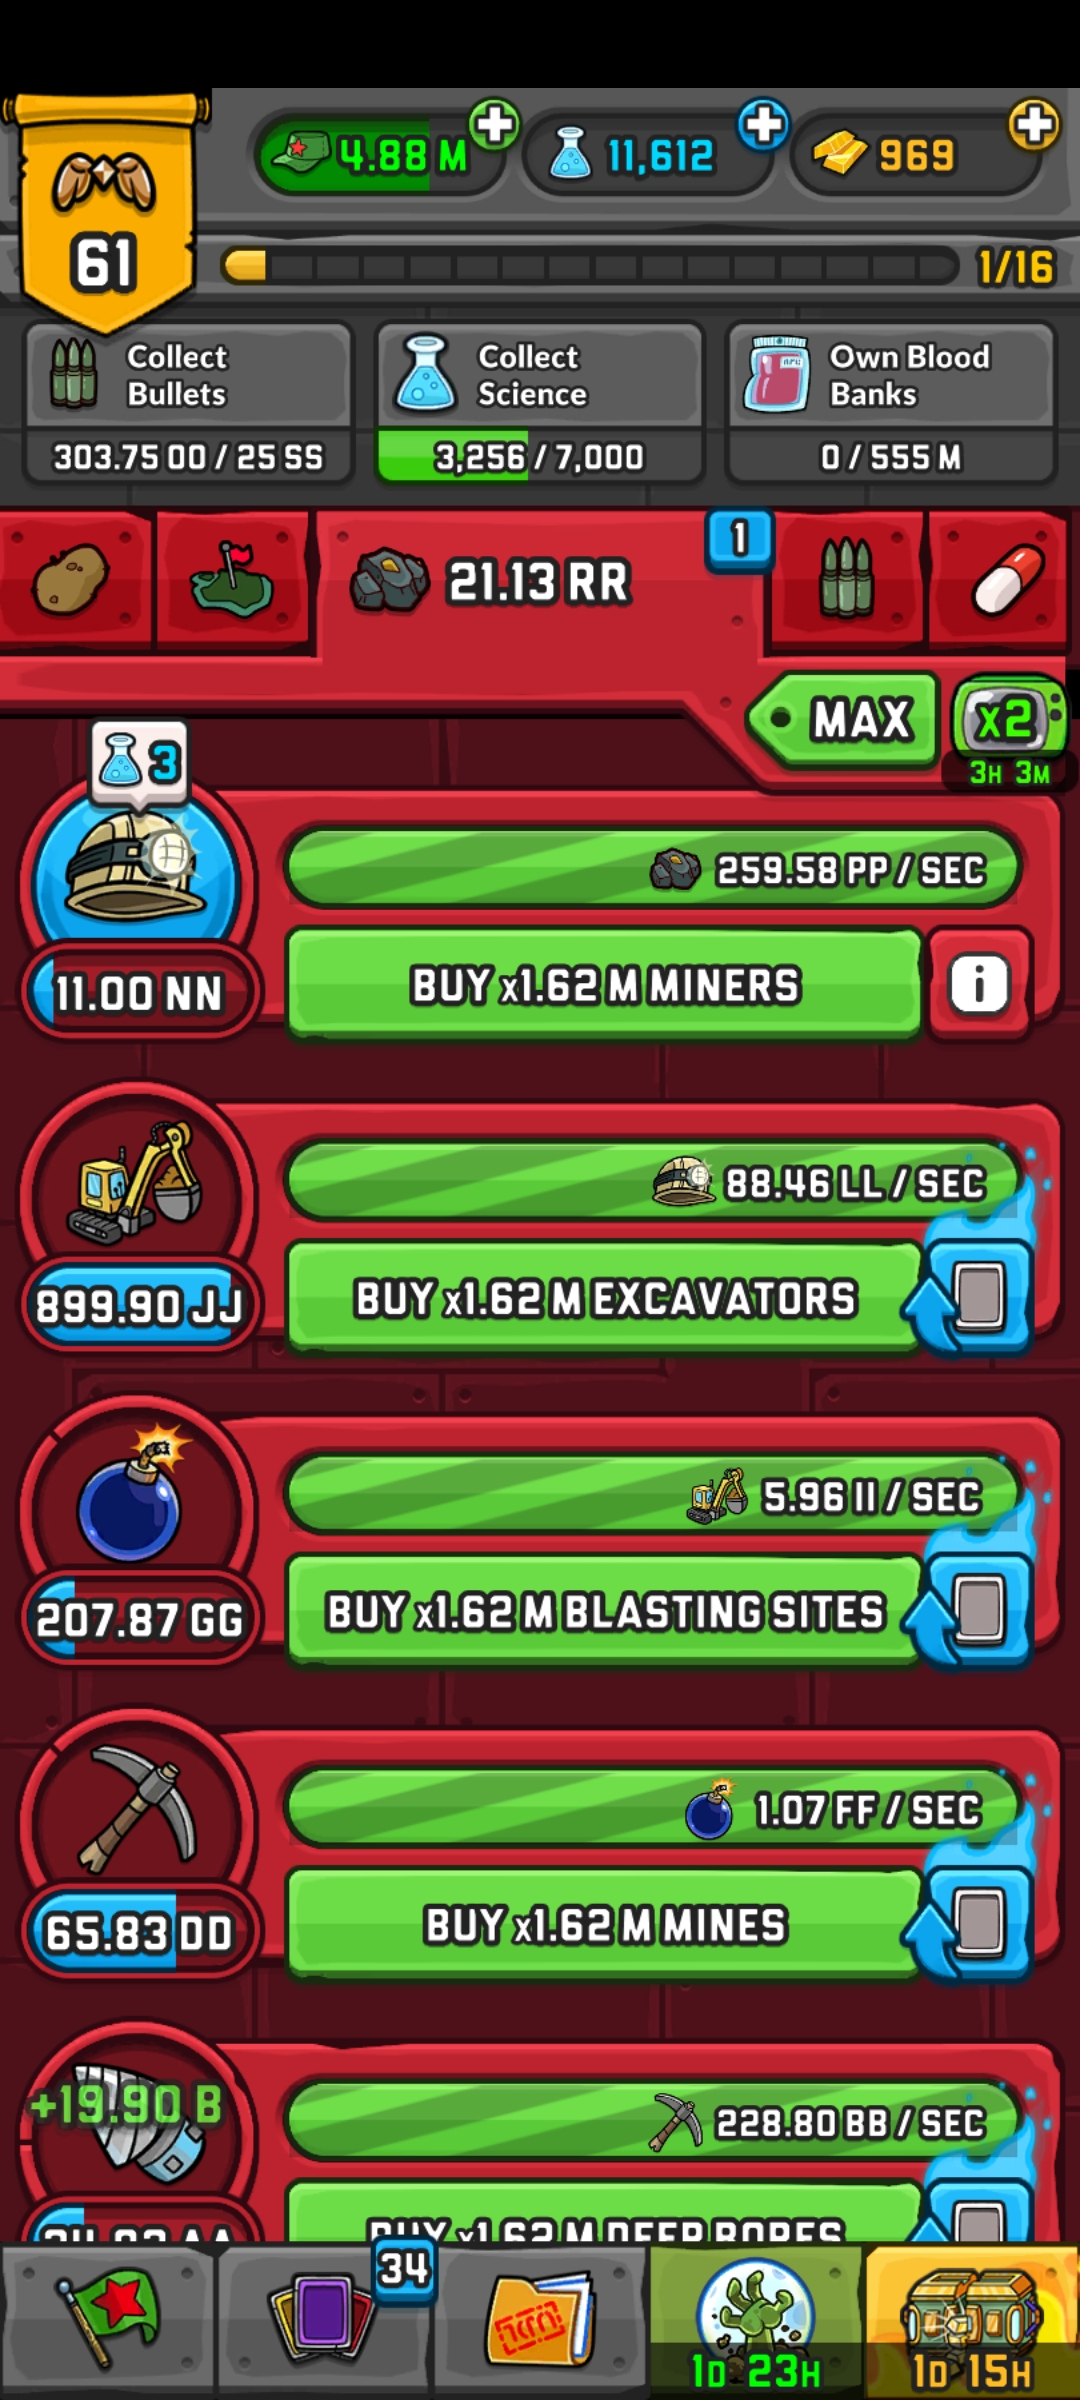 4.88 M
11,612
969
61
1/16
Collect
Bullets
303.75 OO / 25 SS
Collect
Science
3,256 / 7,000
Own Blood
Banks
0 / 555 M
21.13 RR
1
MAX
x2
3H 3M
3
259.58 PP / SEC
11.00 NN
BUY x1.62 M MINERS
i
88.46 LL / SEC
899.90 JJ
BUY x1.62 M EXCAVATORS
5.96 II / SEC
207.87 GG
BUY x1.62 M BLASTING SITES
1.07 FF / SEC
65.83 DD
BUY x1.62 M MINES
+19.90 B
228.80 BB / SEC
BUY x1.62 M DEEP BORES
34
1D 23H
1D 15H